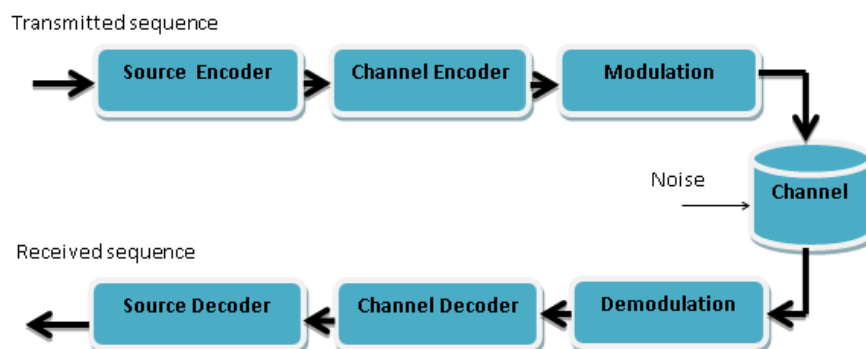 Transmitted sequence
Source Encoder
Channel Encoder
Modulation
Noise
Channel
Received sequence
Source Decoder
Channel Decoder
Demodulation